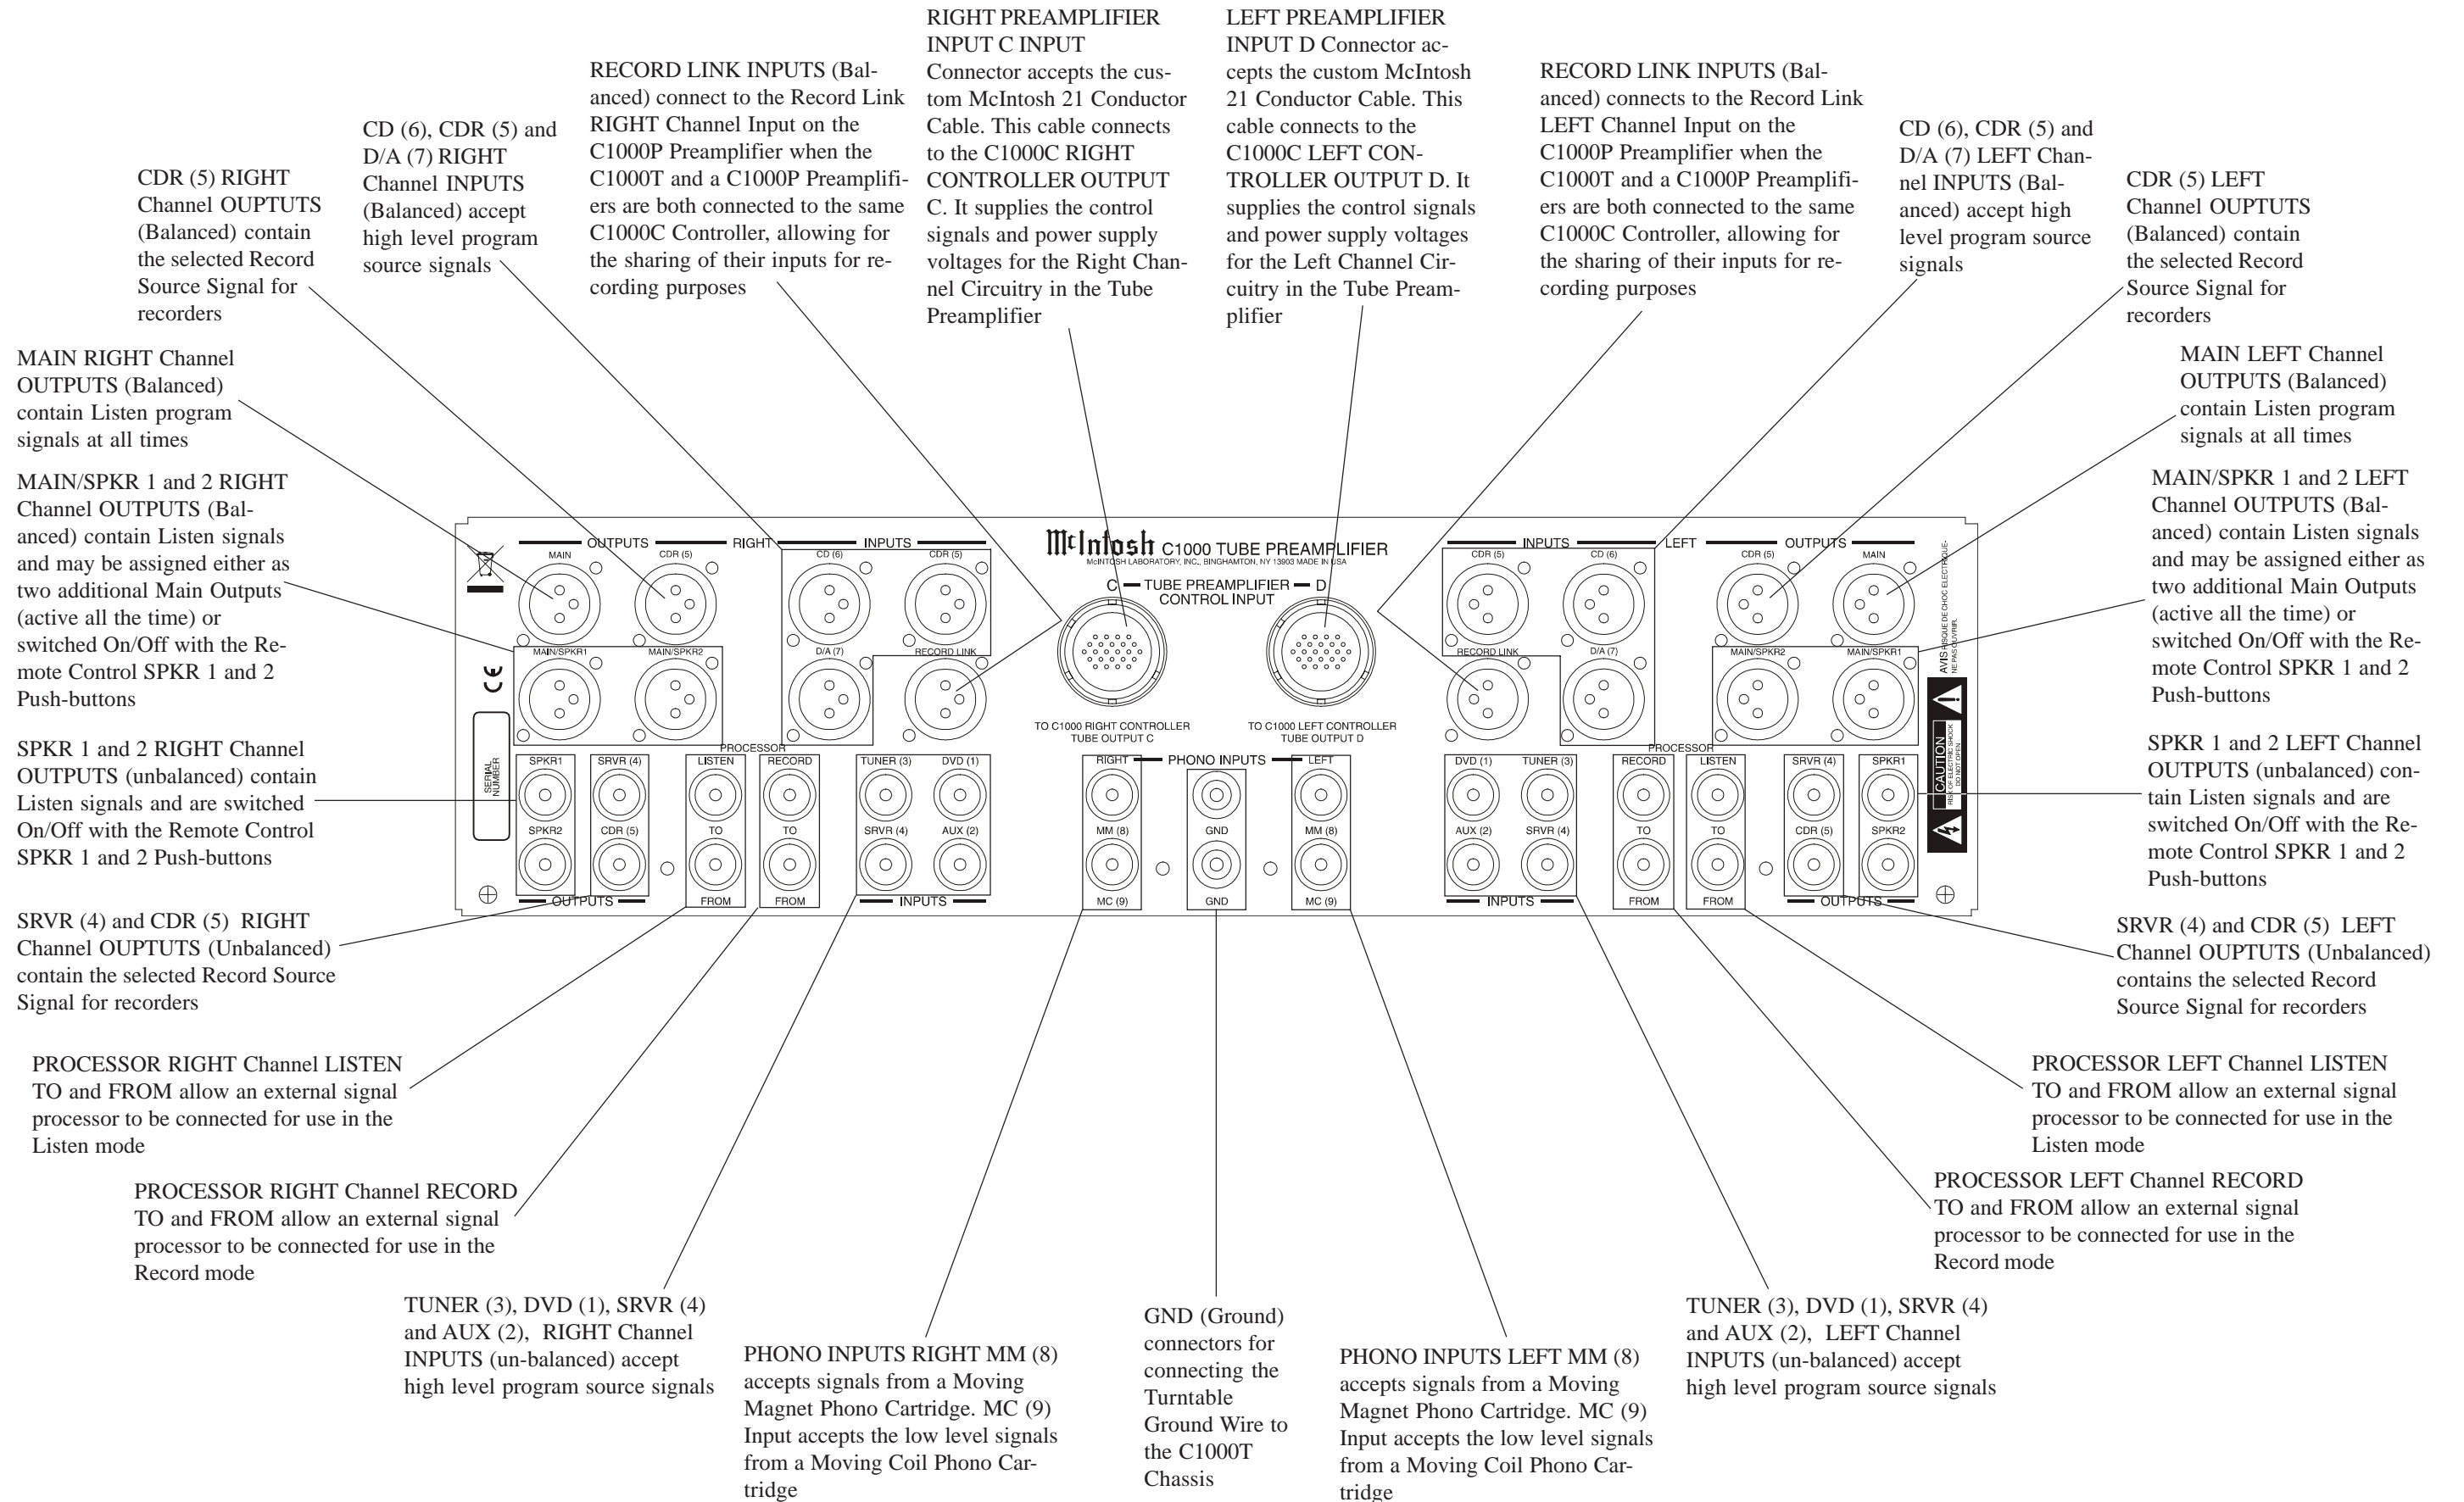 RIGHT PREAMPLIFIER
INPUT C INPUT
Connector accepts the cus-
tom McIntosh 21 Conductor
Cable. This cable connects
to the C1000C RIGHT
CONTROLLER OUTPUT
C. It supplies the control
signals and power supply
voltages for the Right Chan-
nel Circuitry in the Tube
Preamplifier
LEFT PREAMPLIFIER
INPUT D Connector ac-
cepts the custom McIntosh
21 Conductor Cable. This
cable connects to the
C1000C LEFT CON-
TROLLER OUTPUT D. It
supplies the control signals
and power supply voltages
for the Left Channel Cir-
cuitry in the Tube Pream-
plifier
RECORD LINK INPUTS (Bal-
anced) connect to the Record Link
RIGHT Channel Input on the
C1000P Preamplifier when the
C1000T and a C1000P Preamplifi-
ers are both connected to the same
C1000C Controller, allowing for
the sharing of their inputs for re-
cording purposes
RECORD LINK INPUTS (Bal-
anced) connects to the Record Link
LEFT Channel Input on the
C1000P Preamplifier when the
C1000T and a C1000P Preamplifi-
ers are both connected to the same
C1000C Controller, allowing for
the sharing of their inputs for re-
cording purposes
CD (6), CDR (5) and
D/A (7) RIGHT
Channel INPUTS
(Balanced) accept
high level program
source signals
CD (6), CDR (5) and
D/A (7) LEFT Chan-
nel INPUTS (Bal-
anced) accept high
level program source
signals
CDR (5) RIGHT
Channel OUPTUTS
(Balanced) contain
the selected Record
Source Signal for
recorders
CDR (5) LEFT
Channel OUPTUTS
(Balanced) contain
the selected Record
Source Signal for
recorders
MAIN RIGHT Channel
OUTPUTS (Balanced)
contain Listen program
signals at all times
MAIN LEFT Channel
OUTPUTS (Balanced)
contain Listen program
signals at all times
MAIN/SPKR 1 and 2 RIGHT
Channel OUTPUTS (Bal-
anced) contain Listen signals
and may be assigned either as
two additional Main Outputs
(active all the time) or
switched On/Off with the Re-
mote Control SPKR 1 and 2
Push-buttons
MAIN/SPKR 1 and 2 LEFT
Channel OUTPUTS (Bal-
anced) contain Listen signals
and may be assigned either as
two additional Main Outputs
(active all the time) or
switched On/Off with the Re-
mote Control SPKR 1 and 2
Push-buttons
OUTPUTS RIGHT INPUTS
MAIN CDR (5) CD (6) CDR (5)
McIntosh C1000 TUBE PREAMPLIFIER
McINTOSH LABORATORY, INC., BINGHAMTON, NY 13903 MADE IN USA
C TUBE PREAMPLIFIER D
CONTROL INPUT
INPUTS LEFT OUTPUTS
CDR (5) CD (6) CDR (5) MAIN
MAIN/SPKR1 MAIN/SPKR2 D/A (7) RECORD LINK
RECORD LINK D/A (7) MAIN/SPKR2 MAIN/SPKR1
CE
SERIAL
NUMBER
TO C1000 RIGHT CONTROLLER
TUBE OUTPUT C
TO C1000 LEFT CONTROLLER
TUBE OUTPUT D
AVIS RISQUE DE CHOC ELECTRIQUE-
NE PAS OUVRIR.
CAUTION
RISK OF ELECTRIC SHOCK
DO NOT OPEN
PROCESSOR
SPKR1 SRVR (4) LISTEN RECORD TUNER (3) DVD (1)
SPKR2 CDR (5) TO TO SRVR (4) AUX (2)
OUTPUTS FROM FROM INPUTS
RIGHT PHONO INPUTS LEFT
MM (8) GND MM (8)
MC (9) GND MC (9)
PROCESSOR
DVD (1) TUNER (3) RECORD LISTEN SRVR (4) SPKR1
AUX (2) SRVR (4) TO TO CDR (5) SPKR2
INPUTS FROM FROM OUTPUTS
SPKR 1 and 2 RIGHT Channel
OUTPUTS (unbalanced) contain
Listen signals and are switched
On/Off with the Remote Control
SPKR 1 and 2 Push-buttons
SPKR 1 and 2 LEFT Channel
OUTPUTS (unbalanced) con-
tain Listen signals and are
switched On/Off with the Re-
mote Control SPKR 1 and 2
Push-buttons
SRVR (4) and CDR (5) RIGHT
Channel OUPTUTS (Unbalanced)
contain the selected Record Source
Signal for recorders
SRVR (4) and CDR (5) LEFT
Channel OUPTUTS (Unbalanced)
contains the selected Record
Source Signal for recorders
PROCESSOR RIGHT Channel LISTEN
TO and FROM allow an external signal
processor to be connected for use in the
Listen mode
PROCESSOR LEFT Channel LISTEN
TO and FROM allow an external signal
processor to be connected for use in the
Listen mode
PROCESSOR RIGHT Channel RECORD
TO and FROM allow an external signal
processor to be connected for use in the
Record mode
PROCESSOR LEFT Channel RECORD
TO and FROM allow an external signal
processor to be connected for use in the
Record mode
TUNER (3), DVD (1), SRVR (4)
and AUX (2), RIGHT Channel
INPUTS (un-balanced) accept
high level program source signals
PHONO INPUTS RIGHT MM (8)
accepts signals from a Moving
Magnet Phono Cartridge. MC (9)
Input accepts the low level signals
from a Moving Coil Phono Car-
tridge
GND (Ground)
connectors for
connecting the
Turntable
Ground Wire to
the C1000T
Chassis
PHONO INPUTS LEFT MM (8)
accepts signals from a Moving
Magnet Phono Cartridge. MC (9)
Input accepts the low level signals
from a Moving Coil Phono Car-
tridge
TUNER (3), DVD (1), SRVR (4)
and AUX (2), LEFT Channel
INPUTS (un-balanced) accept
high level program source signals